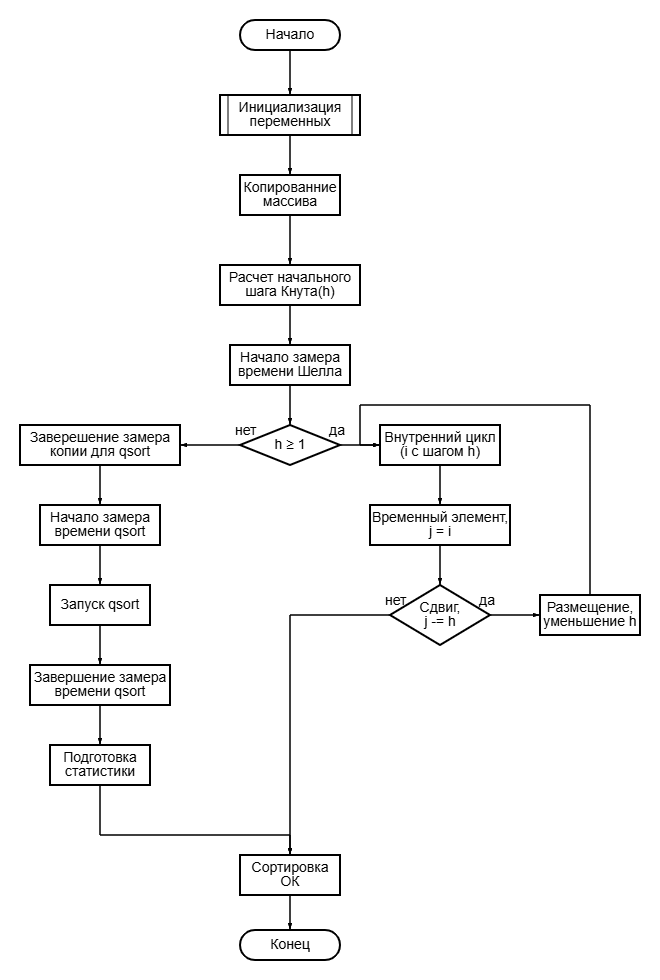 Начало
Инициализация
переменных
Копированние
массива
Расчет начального
шага Кнута(h)
Начало замера
времени Шелла
нет
h ≥ 1
да
Заверешение замера
копии для qsort
Внутренний цикл
(i с шагом h)
Начало замера
времени qsort
Временный элемент,
j = i
Запуск qsort
нет
Сдвиг,
j -= h
да
Размещение,
уменьшение h
Завершение замера
времени qsort
Подготовка
статистики
Сортировка
ОК
Конец